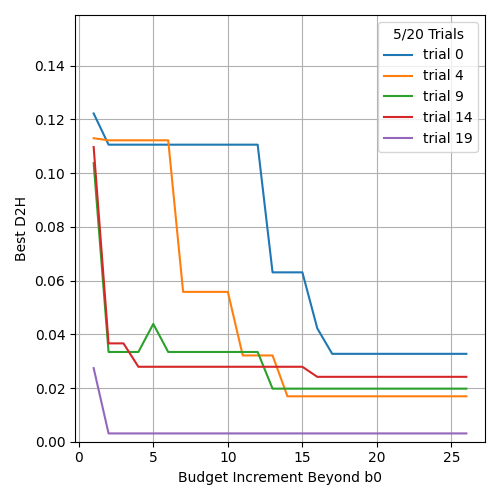 5/20 Trials
trial 0
trial 4
trial 9
trial 14
trial 19
Best D2H
0.14
0.12
0.10
0.08
0.06
0.04
0.02
0.00
0 5 10 15 20 25
Budget Increment Beyond b0